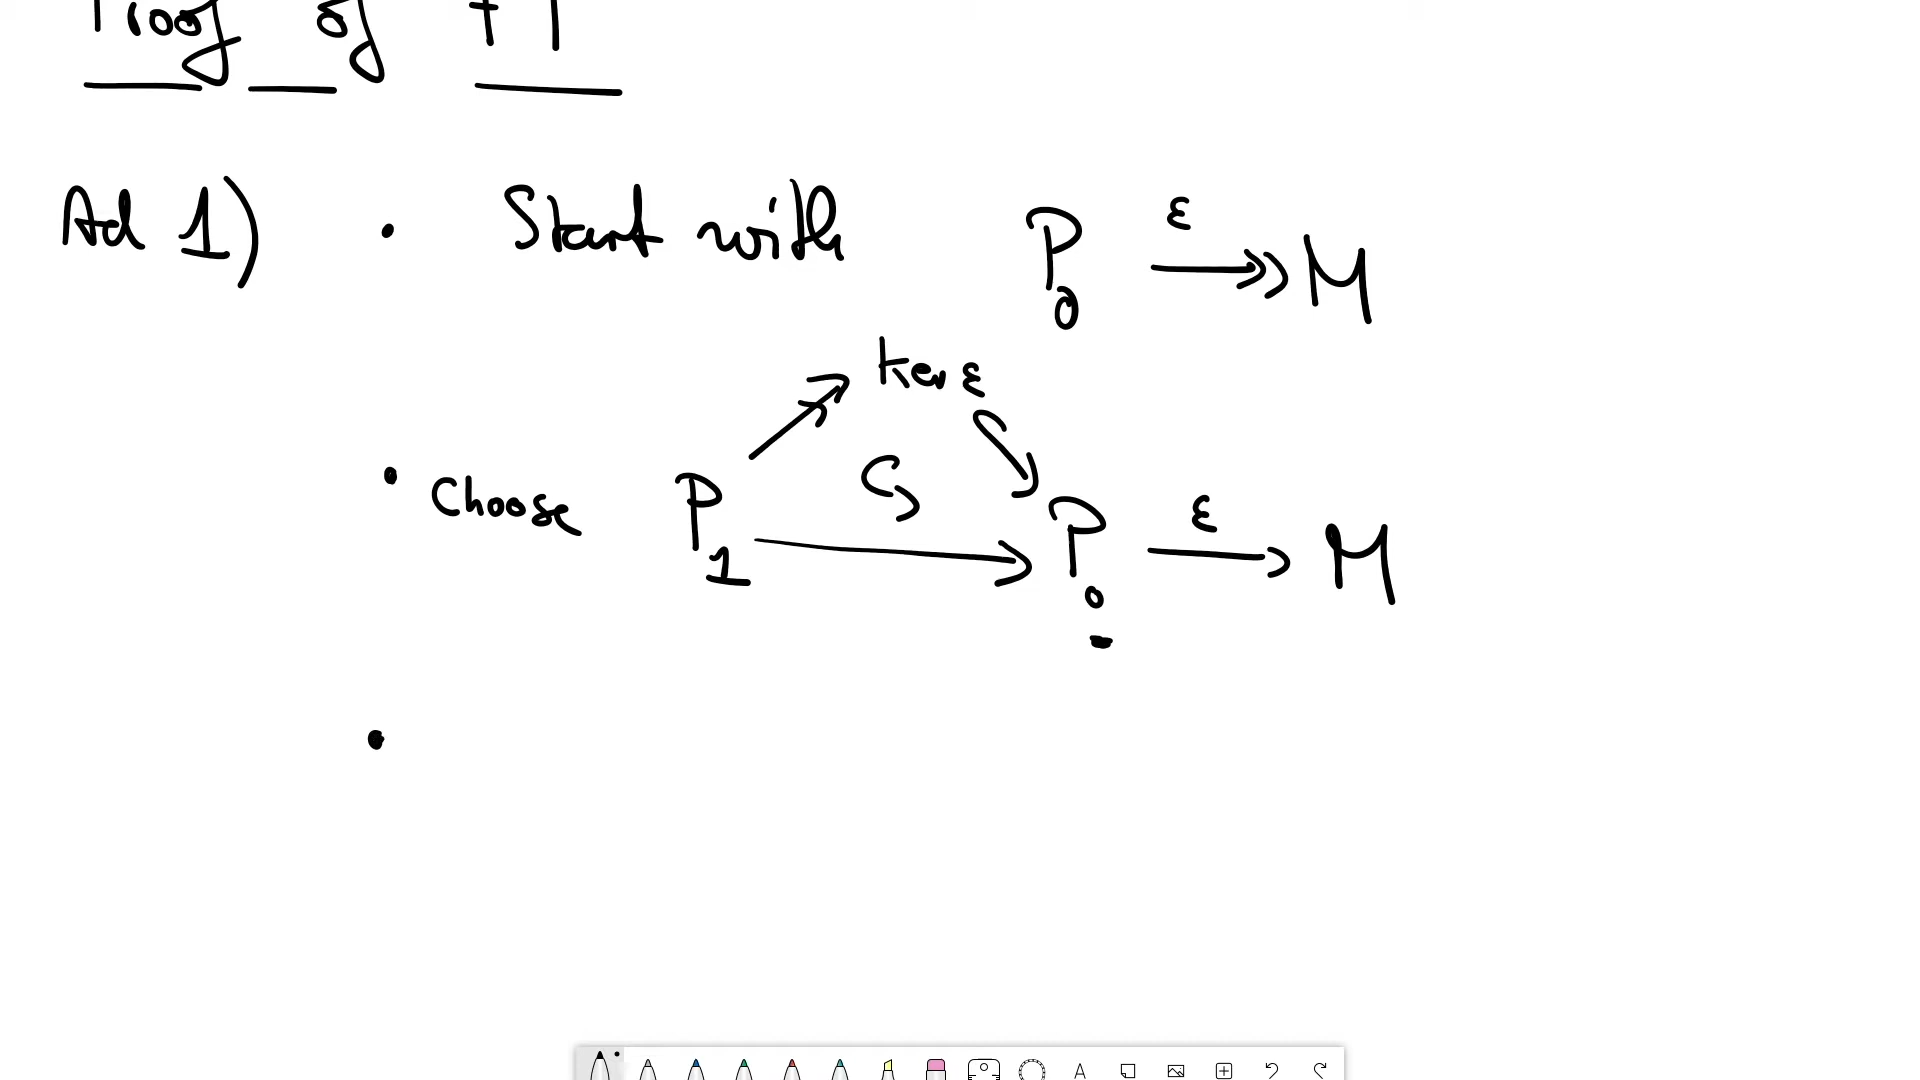 Proof of
Ad 1) • Start with P₀ ε M
ker ε
• Choose P₁ P₀ ε M
•